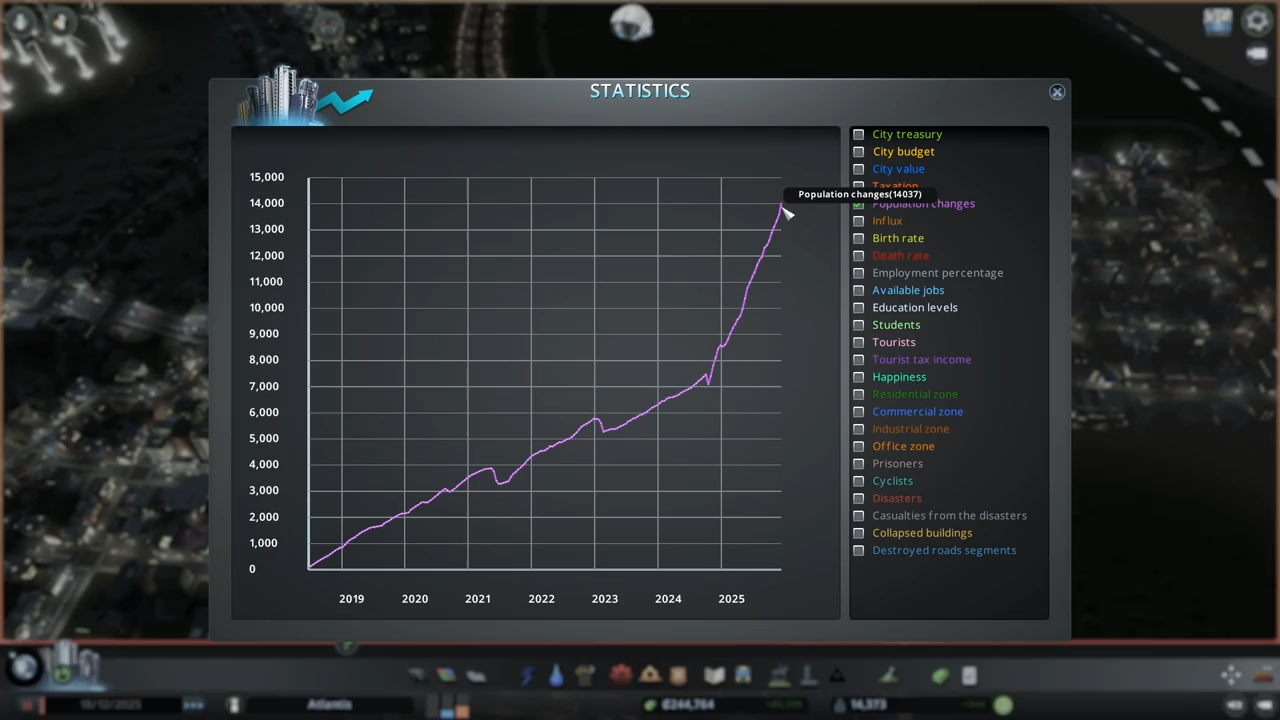 STATISTICS
15,000
14,000
13,000
12,000
11,000
10,000
9,000
8,000
7,000
6,000
5,000
4,000
3,000
2,000
1,000
0
2019
2020
2021
2022
2023
2024
2025
City treasury
City budget
City value
Taxation
Population changes(14037)
Population changes
Influx
Birth rate
Death rate
Employment percentage
Available jobs
Education levels
Students
Tourists
Tourist tax income
Happiness
Residential zone
Commercial zone
Industrial zone
Office zone
Prisoners
Cyclists
Disasters
Casualties from the disasters
Collapsed buildings
Destroyed roads segments
18/12/2025
Atlantis
₡244,764
14,373